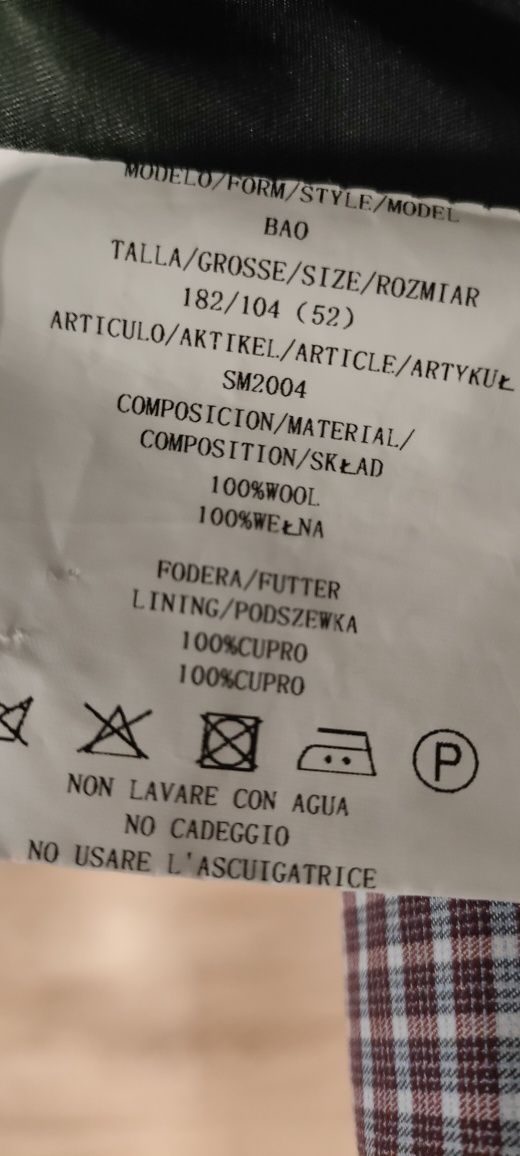 MODELO/FORM/STYLE/MODEL
BAO
TALLA/GROSSE/SIZE/ROZMIAR
182/104 (52)
ARTICULO/AKTIKEL/ARTICLE/ARTYKUŁ
SM2004
COMPOSICION/MATERIAL/
COMPOSITION/SKŁAD
100%WOOL
100%WEŁNA
FODERA/FUTTER
LINING/PODSZEWKA
100%CUPRO
100%CUPRO
P
NON LAVARE CON AGUA
NO CADEGGIO
NO USARE L'ASCUIGATRICE